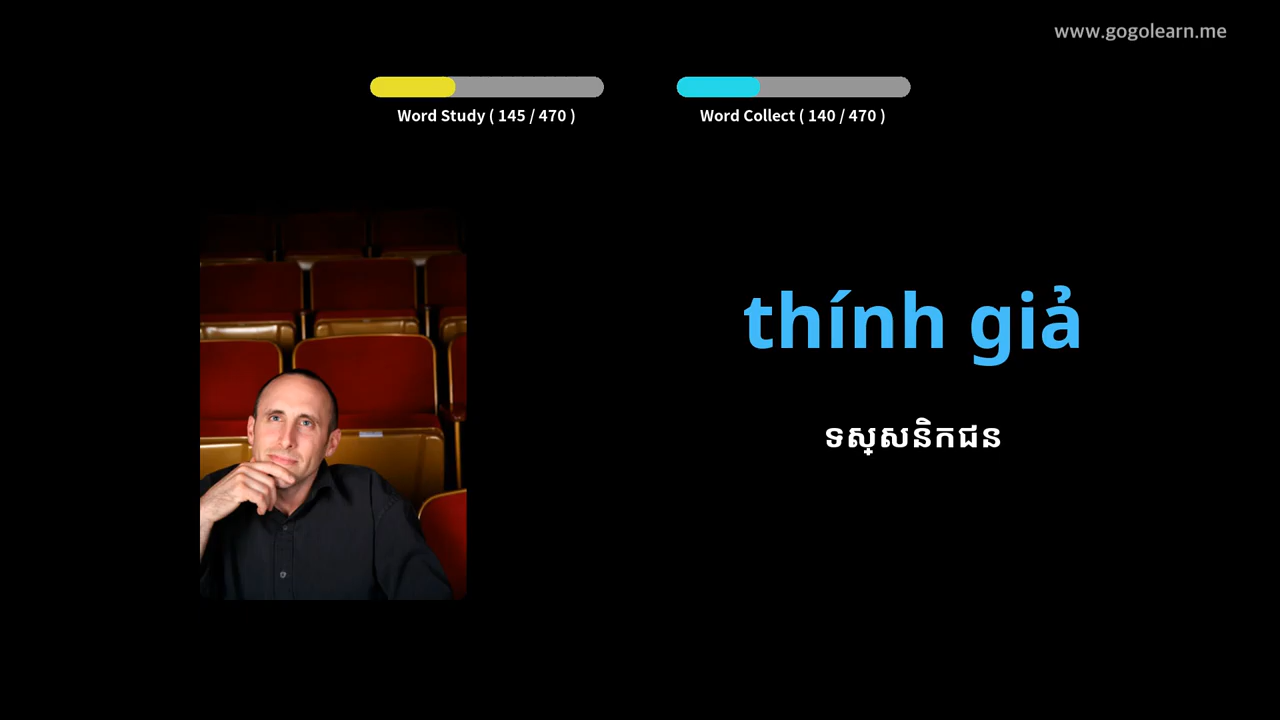 www.gogolearn.me
Word Study ( 145 / 470 )
Word Collect ( 140 / 470 )
thính giả
ទស្សនិកជន